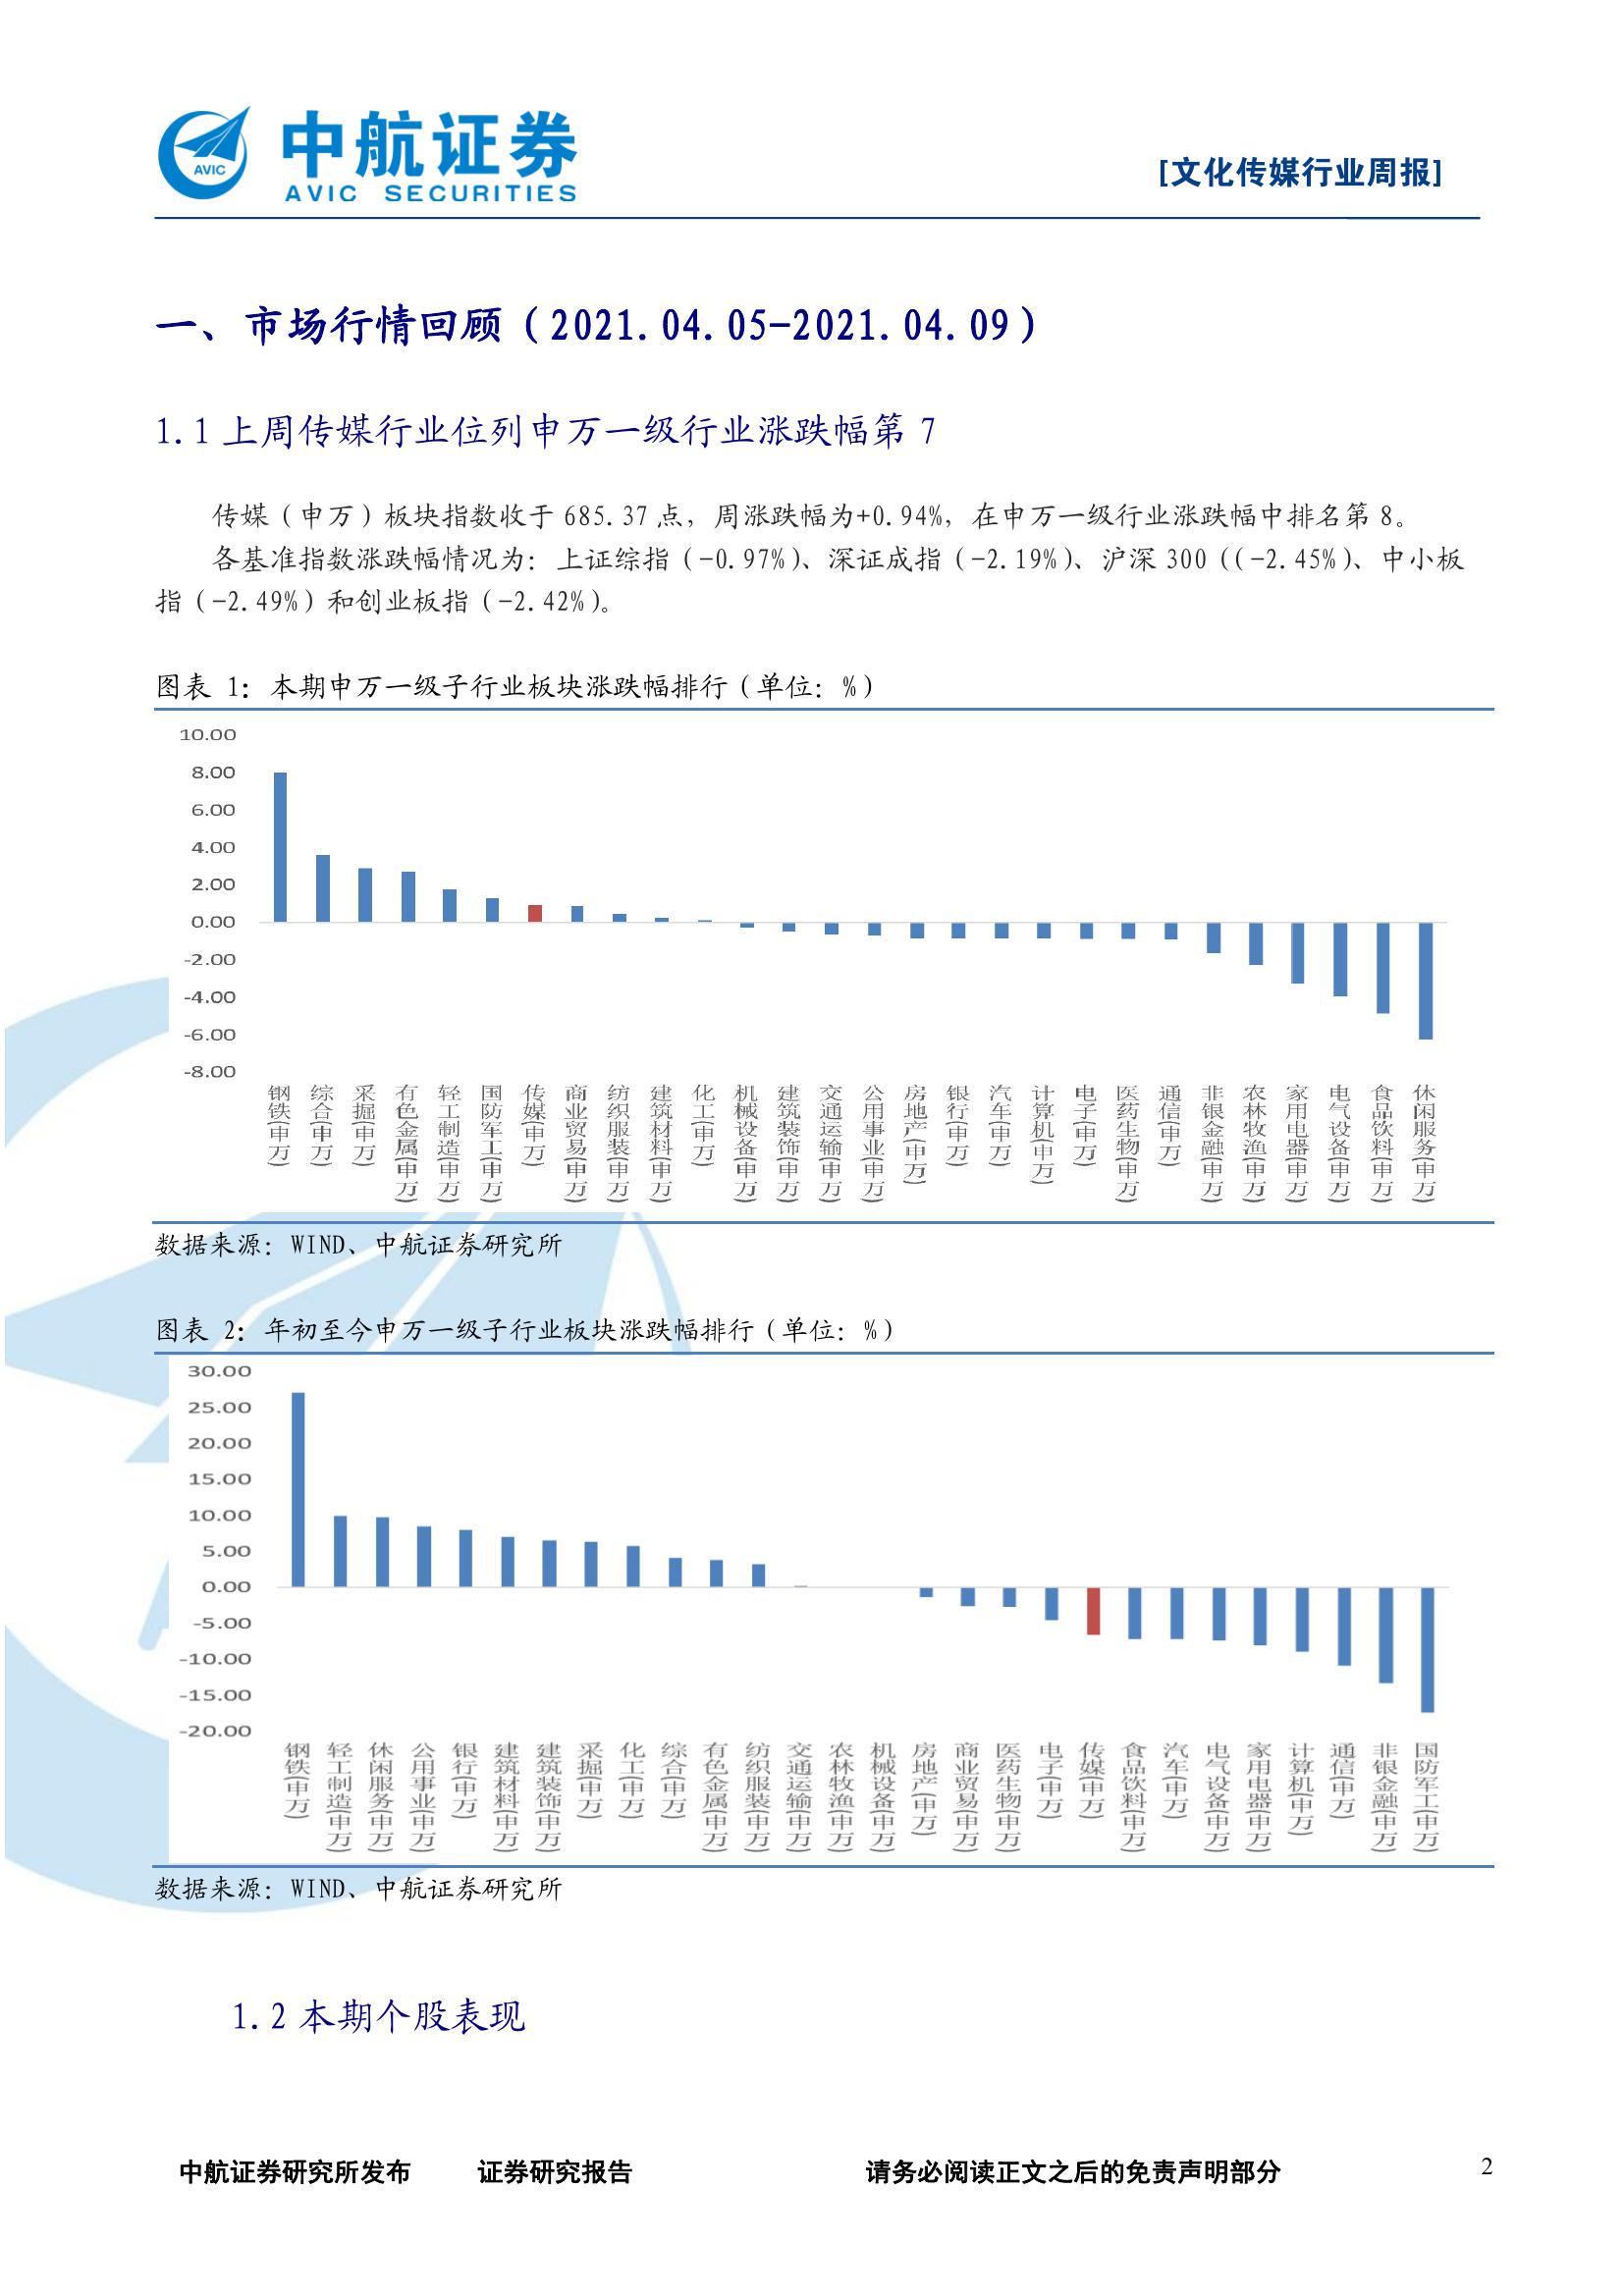 中航证券
AVIC
AVIC SECURITIES
[文化传媒行业周报]
一、市场行情回顾（2021.04.05-2021.04.09）
1.1 上周传媒行业位列申万一级行业涨跌幅第 7
传媒（申万）板块指数收于 685.37 点，周涨跌幅为+0.94%，在申万一级行业涨跌幅中排名第 8。
各基准指数涨跌幅情况为：上证综指（-0.97%）、深证成指（-2.19%）、沪深 300（(-2.45%）、中小板
指（-2.49%）和创业板指（-2.42%）。
图表 1：本期申万一级子行业板块涨跌幅排行（单位：%）
10.00
8.00
6.00
4.00
2.00
0.00
-2.00
-4.00
-6.00
-8.00
钢铁(申万)
综合(申万)
采掘(申万)
有色金属(申万)
轻工制造(申万)
国防军工(申万)
传媒(申万)
商业贸易(申万)
纺织服装(申万)
建筑材料(申万)
化工(申万)
机械设备(申万)
建筑装饰(申万)
交通运输(申万)
公用事业(申万)
房地产(申万)
银行(申万)
汽车(申万)
计算机(申万)
电子(申万)
医药生物(申万)
通信(申万)
非银金融(申万)
农林牧渔(申万)
家用电器(申万)
电气设备(申万)
食品饮料(申万)
休闲服务(申万)
数据来源：WIND、中航证券研究所
图表 2：年初至今申万一级子行业板块涨跌幅排行（单位：%）
30.00
25.00
20.00
15.00
10.00
5.00
0.00
-5.00
-10.00
-15.00
-20.00
钢铁(申万)
轻工制造(申万)
休闲服务(申万)
公用事业(申万)
银行(申万)
建筑材料(申万)
建筑装饰(申万)
采掘(申万)
化工(申万)
综合(申万)
有色金属(申万)
纺织服装(申万)
交通运输(申万)
农林牧渔(申万)
机械设备(申万)
房地产(申万)
商业贸易(申万)
医药生物(申万)
电子(申万)
传媒(申万)
食品饮料(申万)
汽车(申万)
电气设备(申万)
家用电器(申万)
计算机(申万)
通信(申万)
非银金融(申万)
国防军工(申万)
数据来源：WIND、中航证券研究所
1.2 本期个股表现
中航证券研究所发布 证券研究报告 请务必阅读正文之后的免责声明部分 2